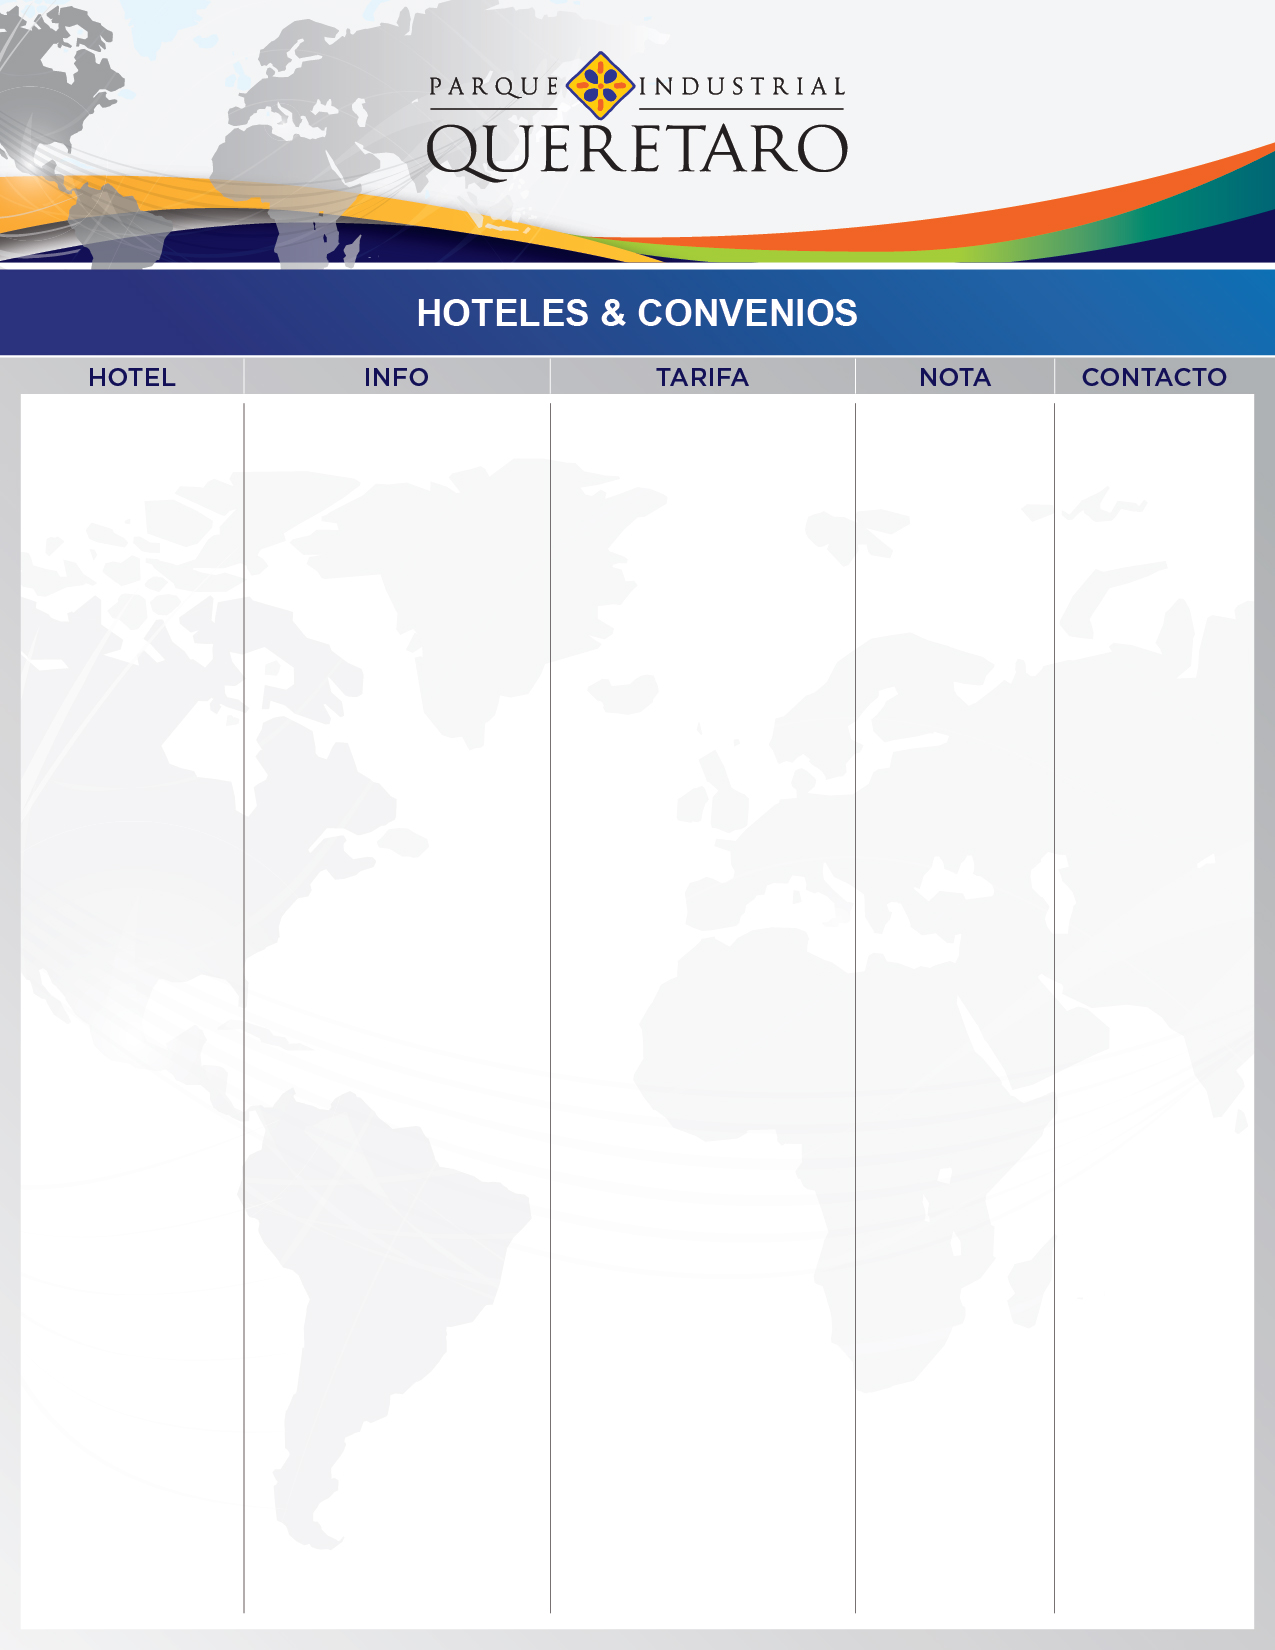 PARQUE INDUSTRIAL
QUERETARO
HOTELES & CONVENIOS
HOTEL INFO TARIFA NOTA CONTACTO